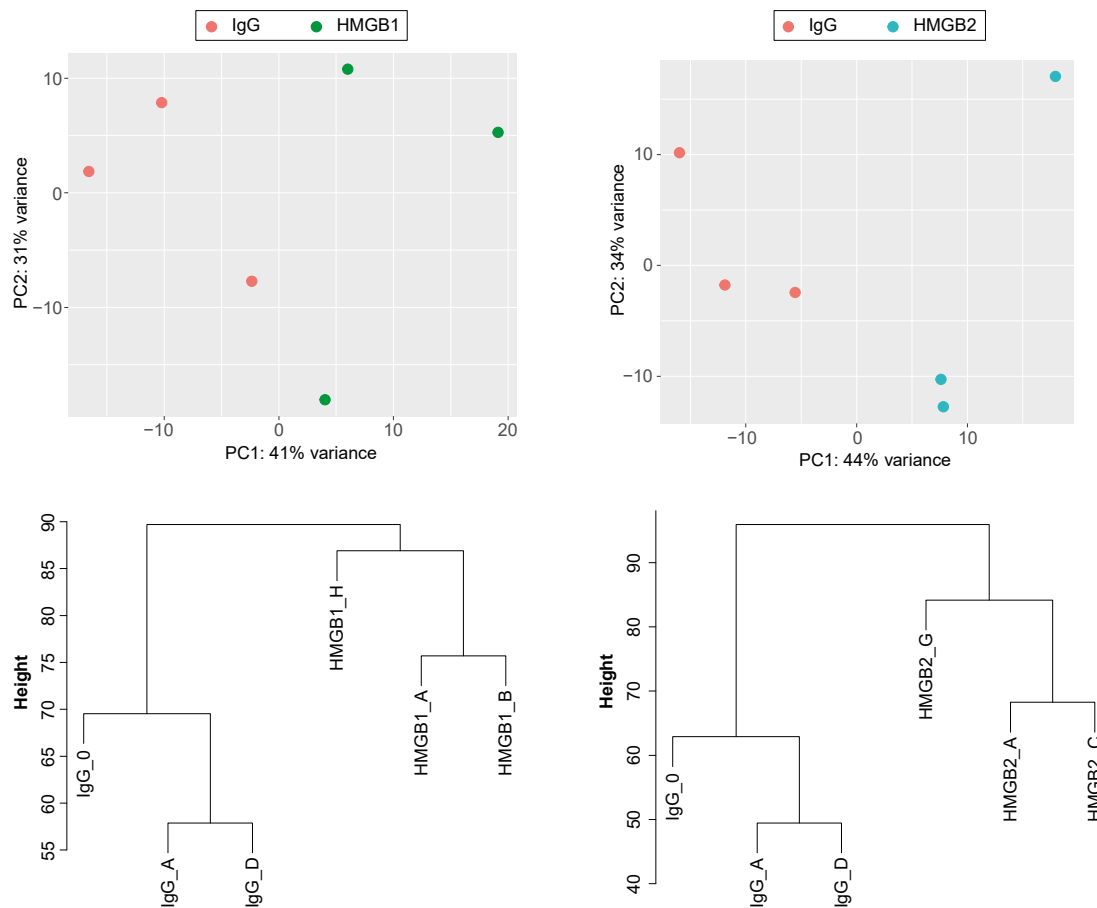 IgG HMGB1
10
0
−10
PC2: 31% variance
−10 0 10 20
PC1: 41% variance
IgG HMGB2
10
0
−10
PC2: 34% variance
−10 0 10
PC1: 44% variance
90
85
80
75
70
65
60
55
Height
IgG_0
IgG_A
IgG_D
HMGB1_H
HMGB1_A
HMGB1_B
90
80
70
60
50
40
Height
IgG_0
IgG_A
IgG_D
HMGB2_G
HMGB2_A
HMGB2_C